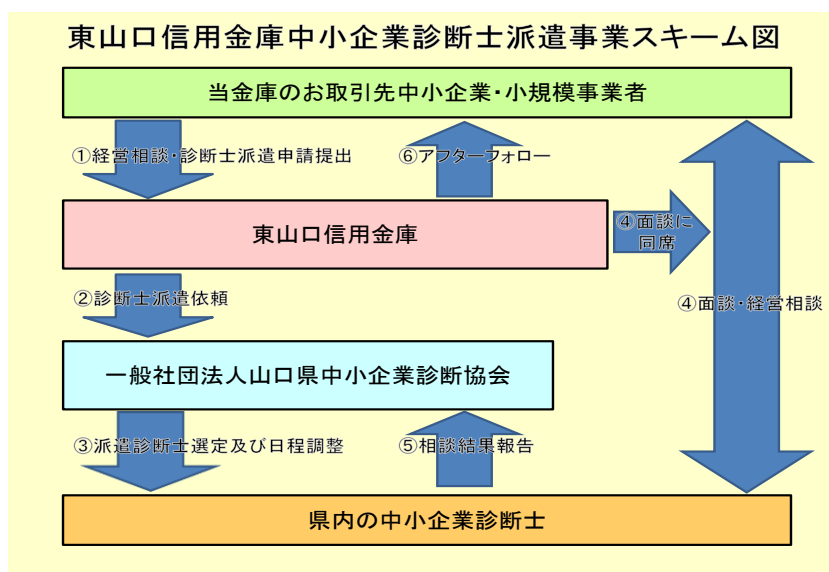 東山口信用金庫中小企業診断士派遣事業スキーム図
当金庫のお取引先中小企業・小規模事業者
①経営相談・診断士派遣申請提出
⑥アフターフォロー
東山口信用金庫
④面談に
同席
②診断士派遣依頼
④面談・経営相談
一般社団法人山口県中小企業診断協会
③派遣診断士選定及び日程調整
⑤相談結果報告
県内の中小企業診断士